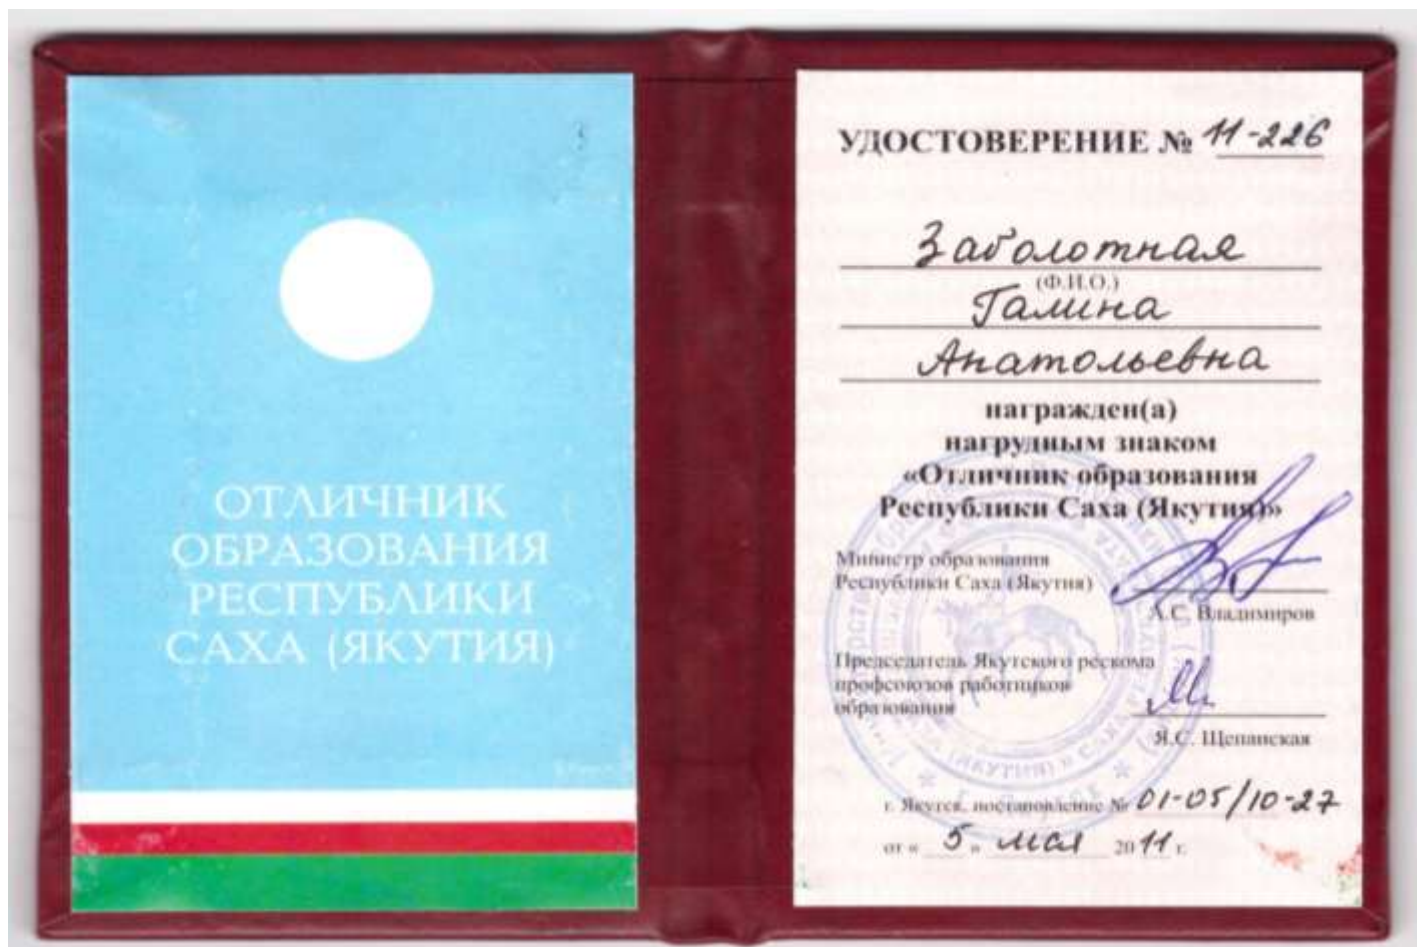 ОТЛИЧНИК
ОБРАЗОВАНИЯ
РЕСПУБЛИКИ
САХА (ЯКУТИЯ)
УДОСТОВЕРЕНИЕ № 11-226
Заболотная
(Ф.И.О.)
Галина
Анатольевна
награжден(а)
нагрудным знаком
«Отличник образования
Республики Саха (Якутия)»
Министр образования
Республики Саха (Якутия)
А.С. Владимиров
Председатель Якутского рескома
профсоюзов работников
образования
Я.С. Щепанская
г. Якутск, постановление № 01-05/10-27
от « 5 » мая 2011 г.
(ЯКУТИЯ)